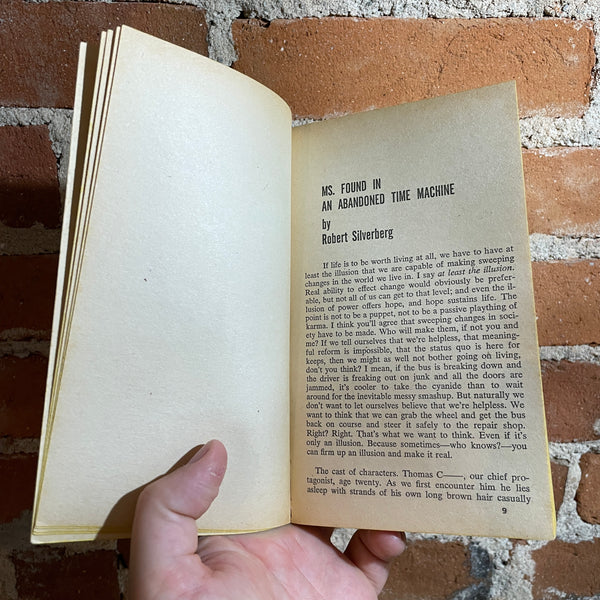 MS. FOUND IN
AN ABANDONED TIME MACHINE
by
Robert Silverberg
If life is to be worth living at all, we have to have at
least the illusion that we are capable of making sweeping
changes in the world we live in. I say at least the illusion.
Real ability to effect change would obviously be prefer-
able, but not all of us can get to that level; and even the il-
lusion of power offers hope, and hope sustains life. The
point is not to be a puppet, not to be a passive plaything of
karma. I think you'll agree that sweeping changes in soci-
ety have to be made. Who will make them, if not you and
me? If we tell ourselves that we're helpless, that meaning-
ful reform is impossible, that the status quo is here for
keeps, then we might as well not bother going on living,
don't you think? I mean, if the bus is breaking down and
the driver is freaking out on junk and all the doors are
jammed, it's cooler to take the cyanide than to wait
around for the inevitable messy smashup. But naturally we
don't want to let ourselves believe that we're helpless. We
want to think that we can grab the wheel and get the bus
back on course and steer it safely to the repair shop.
Right? Right. That's what we want to think. Even if it's
only an illusion. Because sometimes—who knows?—you
can firm up an illusion and make it real.
The cast of characters. Thomas C——, our chief pro-
tagonist, age twenty. As we first encounter him he lies
asleep with strands of his own long brown hair casually
9